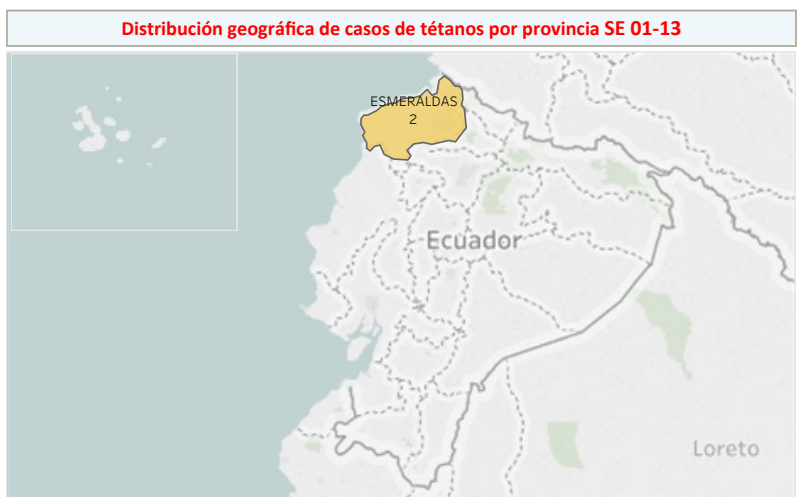 Distribución geográfica de casos de tétanos por provincia SE 01-13
ESMERALDAS
2
Ecuador
Loreto